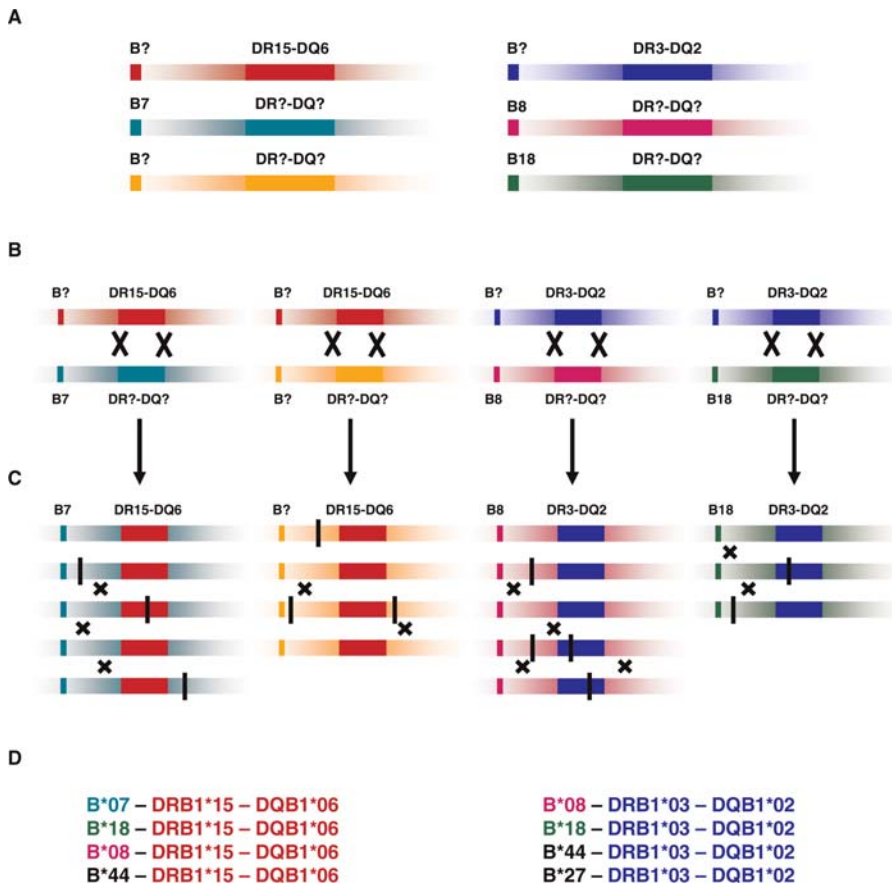 A
B? DR15-DQ6 B? DR3-DQ2
B7 DR?-DQ? B8 DR?-DQ?
B? DR?-DQ? B18 DR?-DQ?
B
B? DR15-DQ6 B? DR15-DQ6 B? DR3-DQ2 B? DR3-DQ2
B7 DR?-DQ? B? DR?-DQ? B8 DR?-DQ? B18 DR?-DQ?
C
B7 DR15-DQ6 B? DR15-DQ6 B8 DR3-DQ2 B18 DR3-DQ2
D
B*07 – DRB1*15 – DQB1*06 B*08 – DRB1*03 – DQB1*02
B*18 – DRB1*15 – DQB1*06 B*18 – DRB1*03 – DQB1*02
B*08 – DRB1*15 – DQB1*06 B*44 – DRB1*03 – DQB1*02
B*44 – DRB1*15 – DQB1*06 B*27 – DRB1*03 – DQB1*02